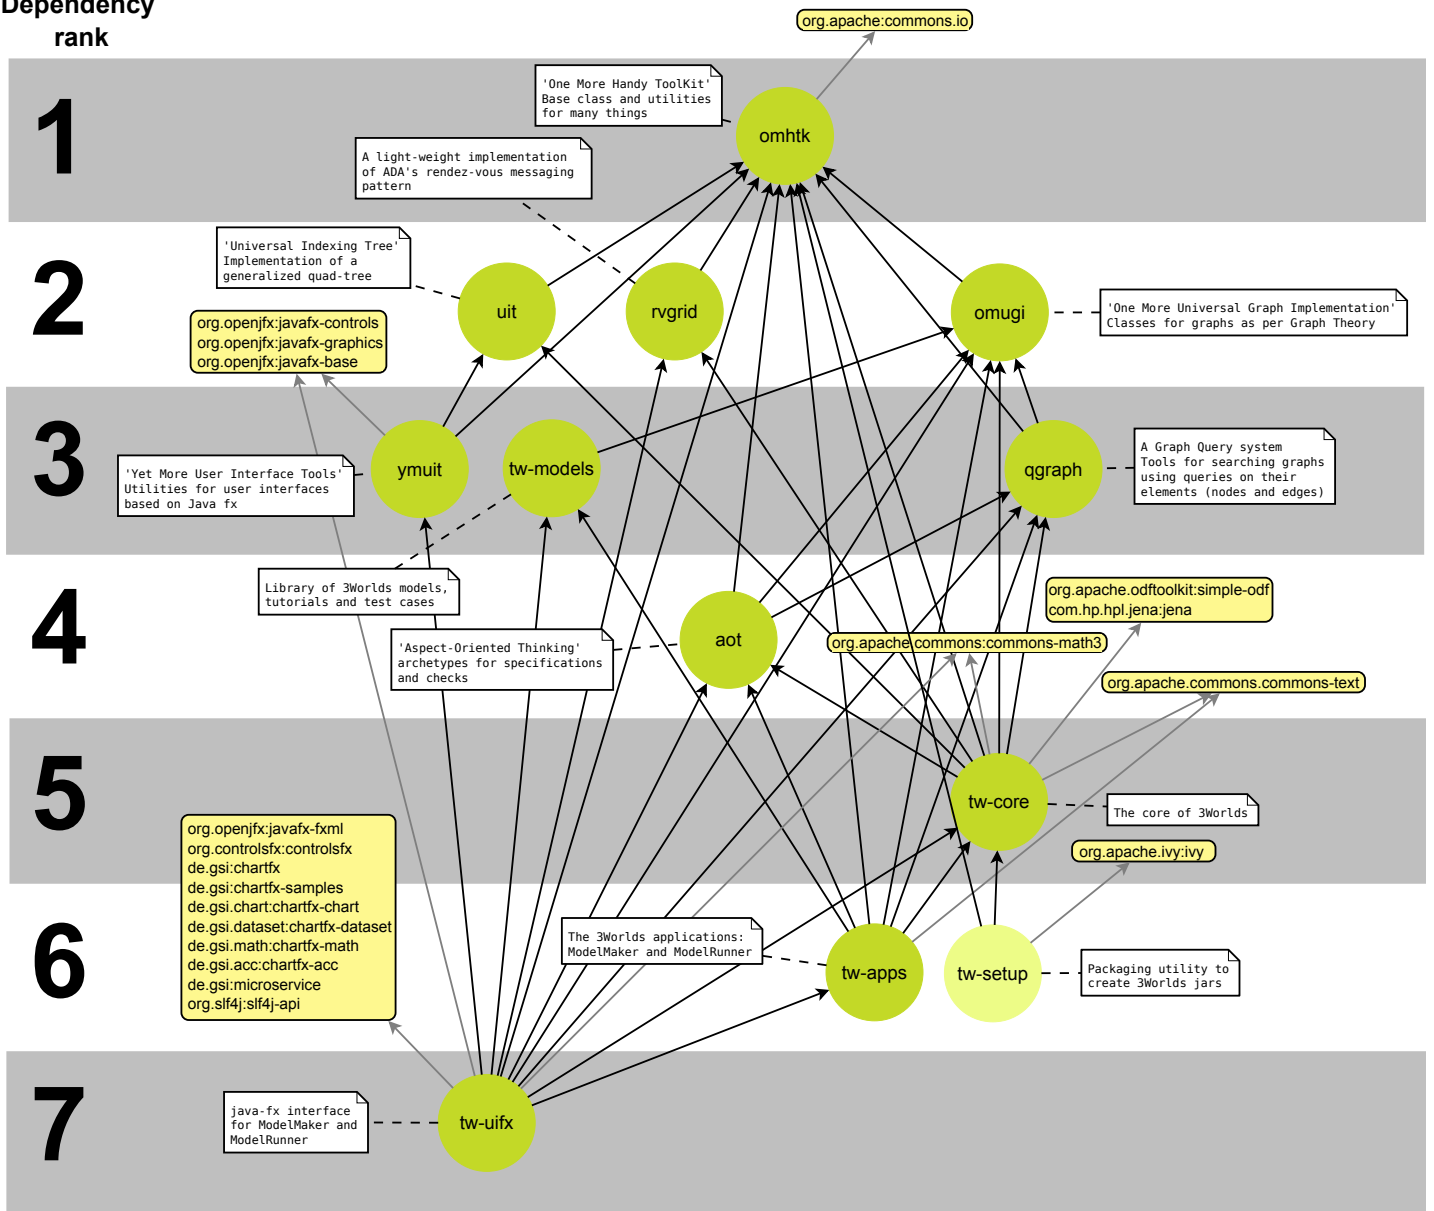 Dependency
rank
org.apache:commons.io
1
'One More Handy ToolKit'
Base class and utilities
for many things
omhtk
A light-weight implementation
of ADA's rendez-vous messaging
pattern
2
'Universal Indexing Tree'
Implementation of a
generalized quad-tree
uit
rvgrid
omugi
'One More Universal Graph Implementation'
Classes for graphs as per Graph Theory
org.openjfx:javafx-controls
org.openjfx:javafx-graphics
org.openjfx:javafx-base
3
'Yet More User Interface Tools'
Utilities for user interfaces
based on Java fx
ymuit
tw-models
qgraph
A Graph Query system
Tools for searching graphs
using queries on their
elements (nodes and edges)
4
Library of 3Worlds models,
tutorials and test cases
'Aspect-Oriented Thinking'
archetypes for specifications
and checks
aot
org.apache.odftoolkit:simple-odf
com.hp.hpl.jena:jena
org.apache.commons:commons-math3
org.apache.commons.commons-text
5
tw-core
The core of 3Worlds
org.apache.ivy:ivy
org.openjfx:javafx-fxml
org.controlsfx:controlsfx
de.gsi:chartfx
de.gsi:chartfx-samples
de.gsi.chart:chartfx-chart
de.gsi.dataset:chartfx-dataset
de.gsi.math:chartfx-math
de.gsi.acc:chartfx-acc
de.gsi:microservice
org.slf4j:slf4j-api
6
The 3Worlds applications:
ModelMaker and ModelRunner
tw-apps
tw-setup
Packaging utility to
create 3Worlds jars
7
java-fx interface
for ModelMaker and
ModelRunner
tw-uifx